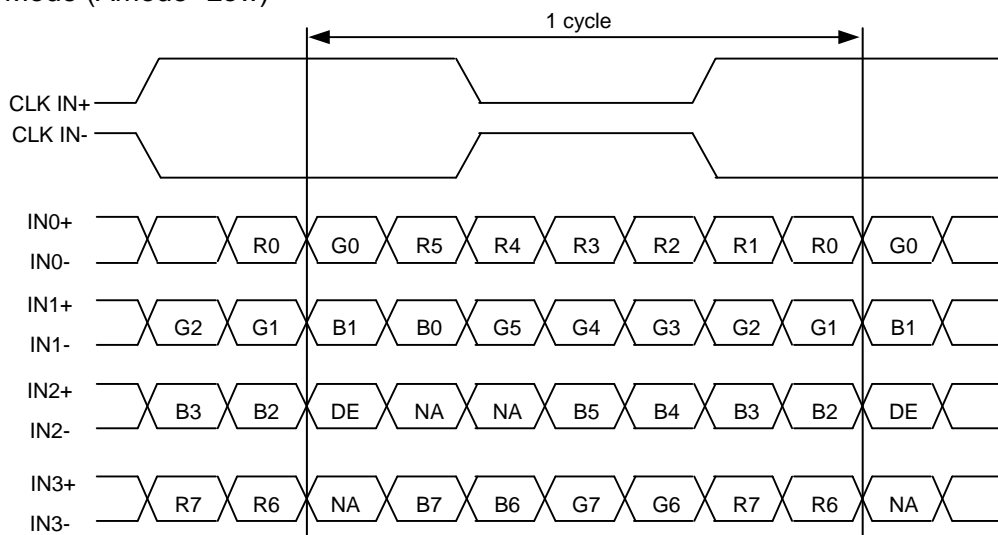 1 cycle
CLK IN+
CLK IN-
IN0+
R0 G0 R5 R4 R3 R2 R1 R0 G0
IN0-
IN1+
G2 G1 B1 B0 G5 G4 G3 G2 G1 B1
IN1-
IN2+
B3 B2 DE NA NA B5 B4 B3 B2 DE
IN2-
IN3+
R7 R6 NA B7 B6 G7 G6 R7 R6 NA
IN3-